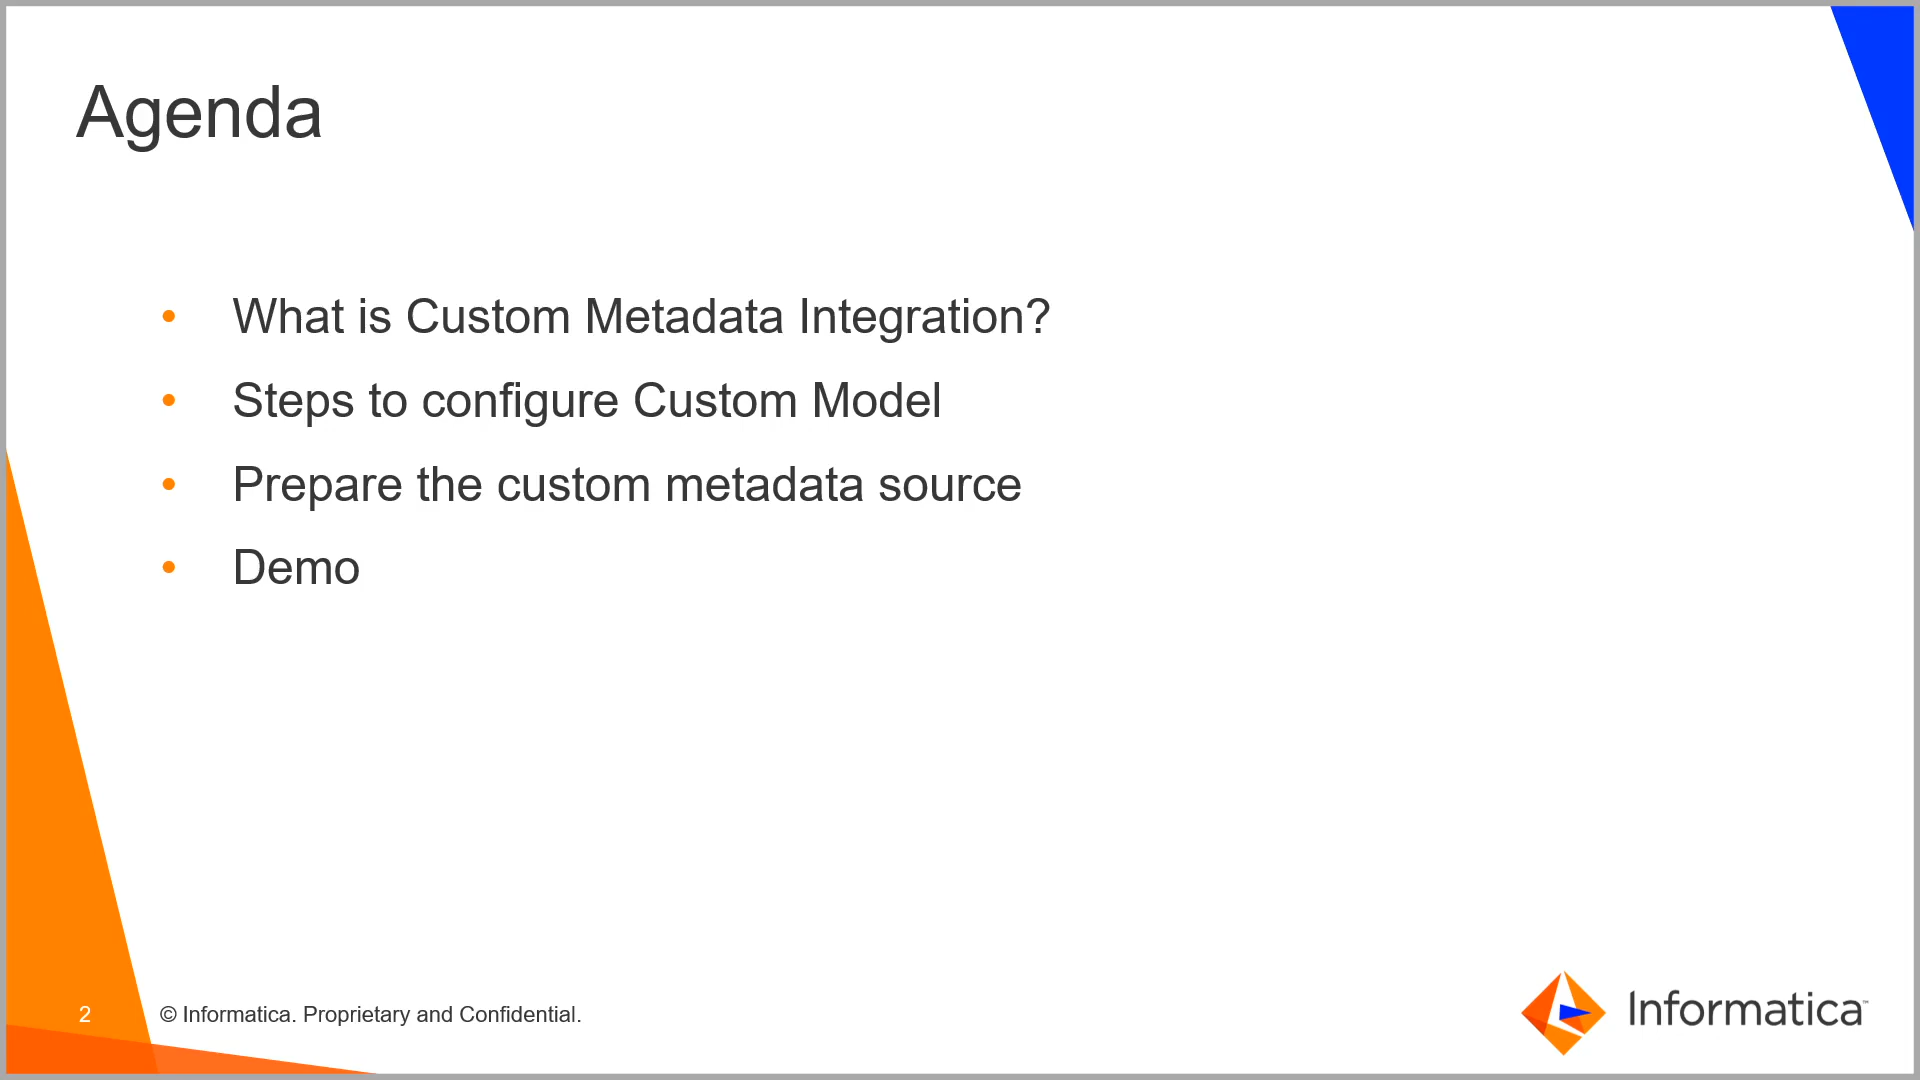 Agenda
• What is Custom Metadata Integration?
• Steps to configure Custom Model
• Prepare the custom metadata source
• Demo
2 © Informatica. Proprietary and Confidential.
Informatica™